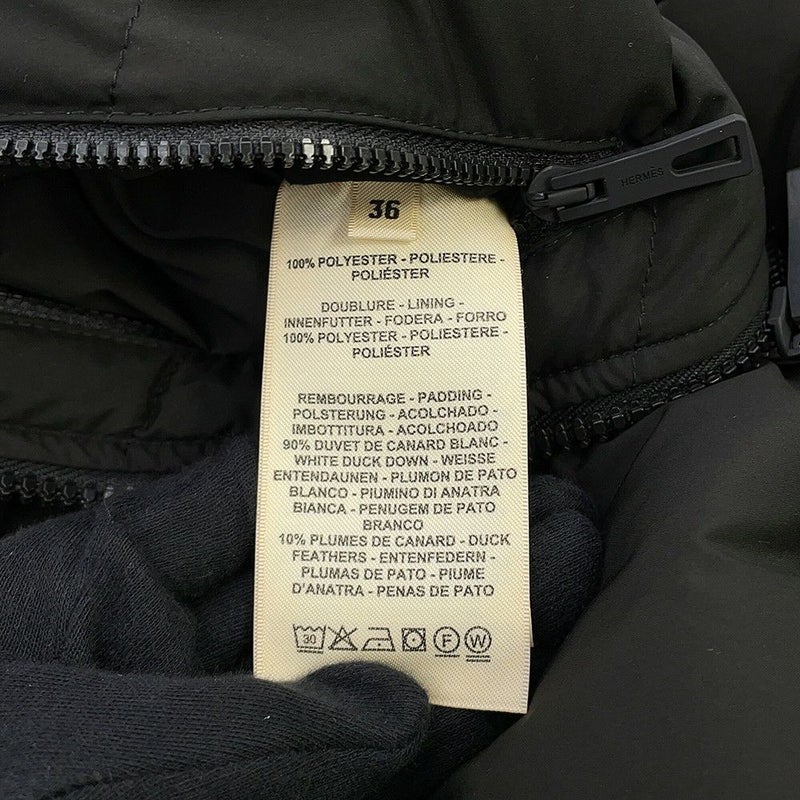 HERMÈS
36
100% POLYESTER - POLIESTERE -
POLIÉSTER
DOUBLURE - LINING -
INNENFUTTER - FODERA - FORRO
100% POLYESTER - POLIESTERE -
POLIÉSTER
REMBOURRAGE - PADDING -
POLSTERUNG - ACOLCHADO -
IMBOTTITURA - ACOLCHOADO
90% DUVET DE CANARD BLANC -
WHITE DUCK DOWN - WEISSE
ENTENDAUNEN - PLUMON DE PATO
BLANCO - PIUMINO DI ANATRA
BIANCA - PENUGEM DE PATO
BRANCO
10% PLUMES DE CANARD - DUCK
FEATHERS - ENTENFEDERN -
PLUMAS DE PATO - PIUME
D'ANATRA - PENAS DE PATO
30 F W